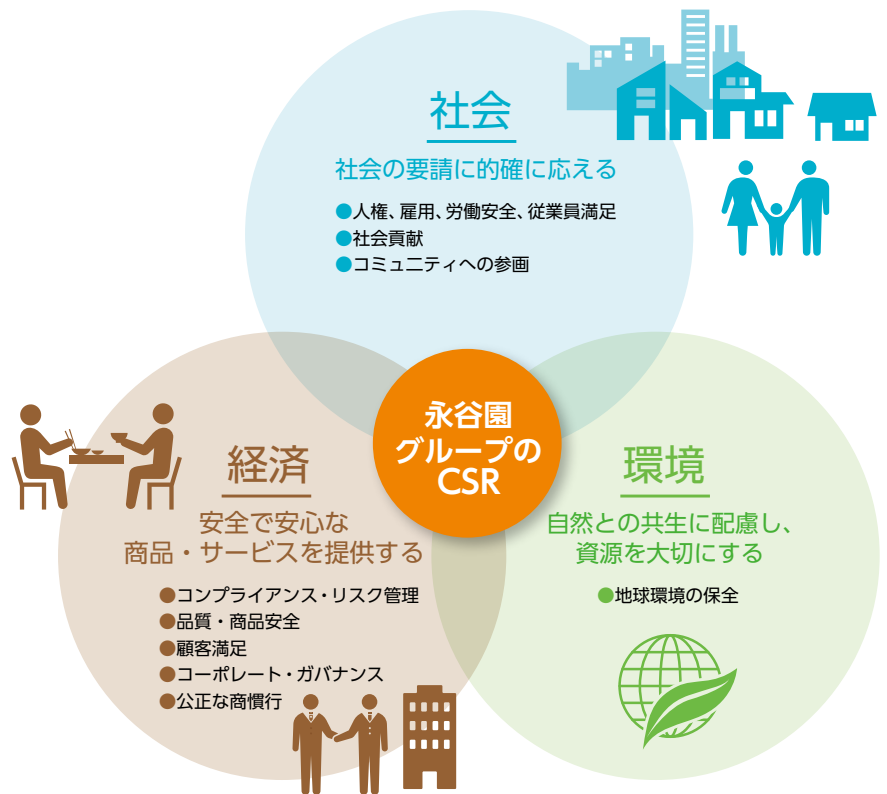 社会
社会の要請に的確に応える
●人権、雇用、労働安全、従業員満足
●社会貢献
●コミュニティへの参画
永谷園
グループの
CSR
経済
安全で安心な
商品・サービスを提供する
●コンプライアンス・リスク管理
●品質・商品安全
●顧客満足
●コーポレート・ガバナンス
●公正な商慣行
環境
自然との共生に配慮し、
資源を大切にする
●地球環境の保全